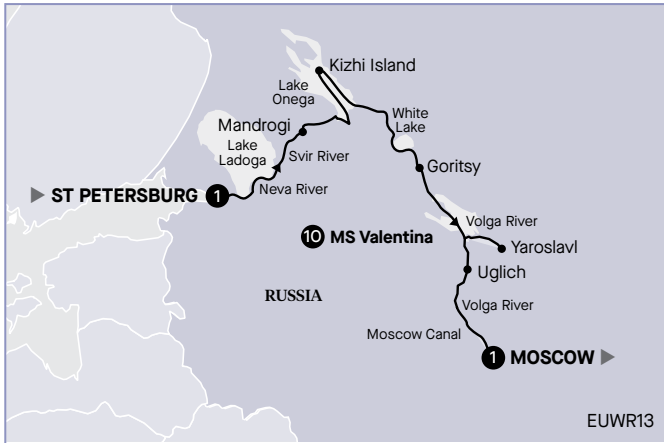 Kizhi Island
Lake
Onega
White
Lake
Mandrogi
Lake
Ladoga
Svir River
Goritsy
Neva River
ST PETERSBURG 1
Volga River
10 MS Valentina
Yaroslavl
Uglich
RUSSIA
Volga River
Moscow Canal
1 MOSCOW
EUWR13